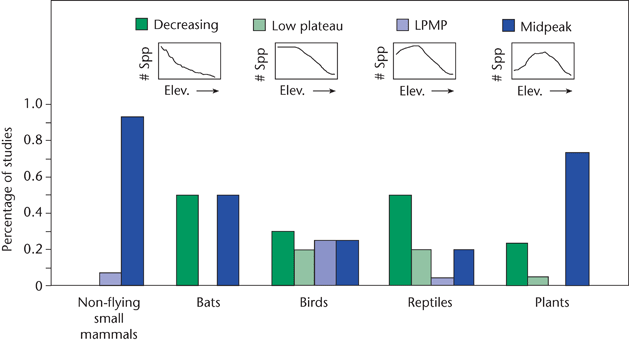 Decreasing Low plateau LPMP Midpeak
# Spp # Spp # Spp # Spp
Elev. Elev. Elev. Elev.
Percentage of studies
1.0
0.8
0.6
0.4
0.2
0
Non-flying
small
mammals
Bats
Birds
Reptiles
Plants